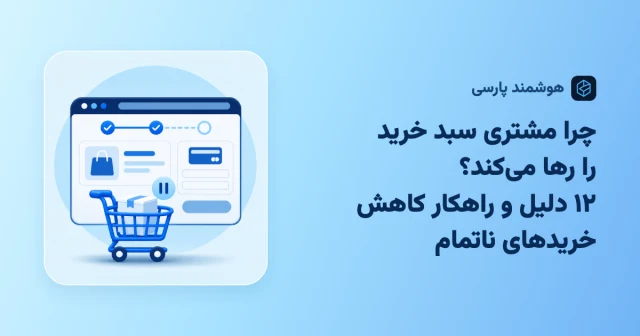 هوشمند پارسی
چرا مشتری سبد خرید
را رها می‌کند؟
۱۲ دلیل و راهکار کاهش
خریدهای ناتمام